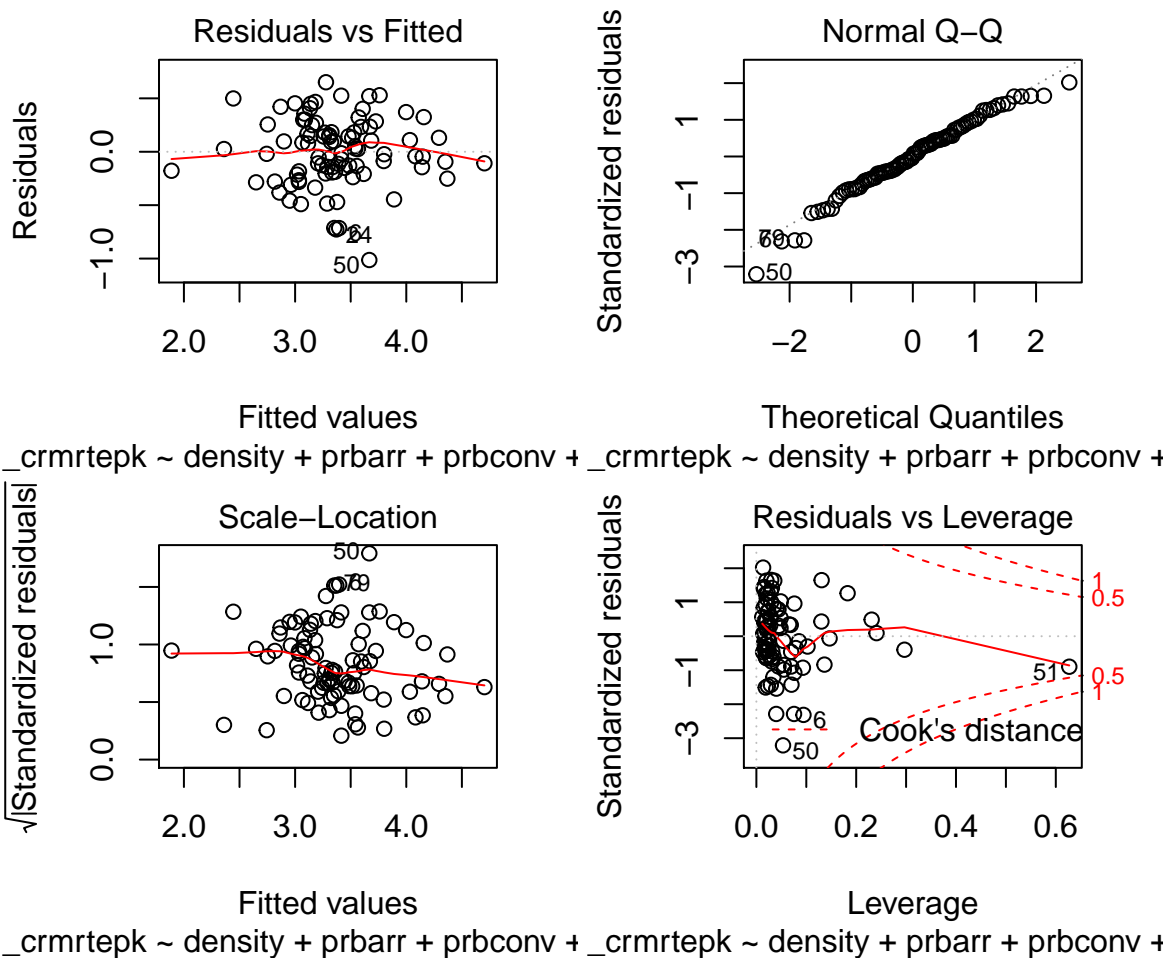 Residuals vs Fitted
Residuals
0.0
−1.0
50
2.0 3.0 4.0
Fitted values
_crmrtepk ~ density + prbarr + prbconv +
Normal Q−Q
Standardized residuals
1
−1
−3
50
−2 0 1 2
Theoretical Quantiles
_crmrtepk ~ density + prbarr + prbconv +
Scale−Location
√|Standardized residuals|
1.0
0.0
50
2.0 3.0 4.0
Fitted values
_crmrtepk ~ density + prbarr + prbconv +
Residuals vs Leverage
Standardized residuals
1
−1
−3
1
0.5
0.5
1
51
6
50
Cook's distance
0.0 0.2 0.4 0.6
Leverage
_crmrtepk ~ density + prbarr + prbconv +